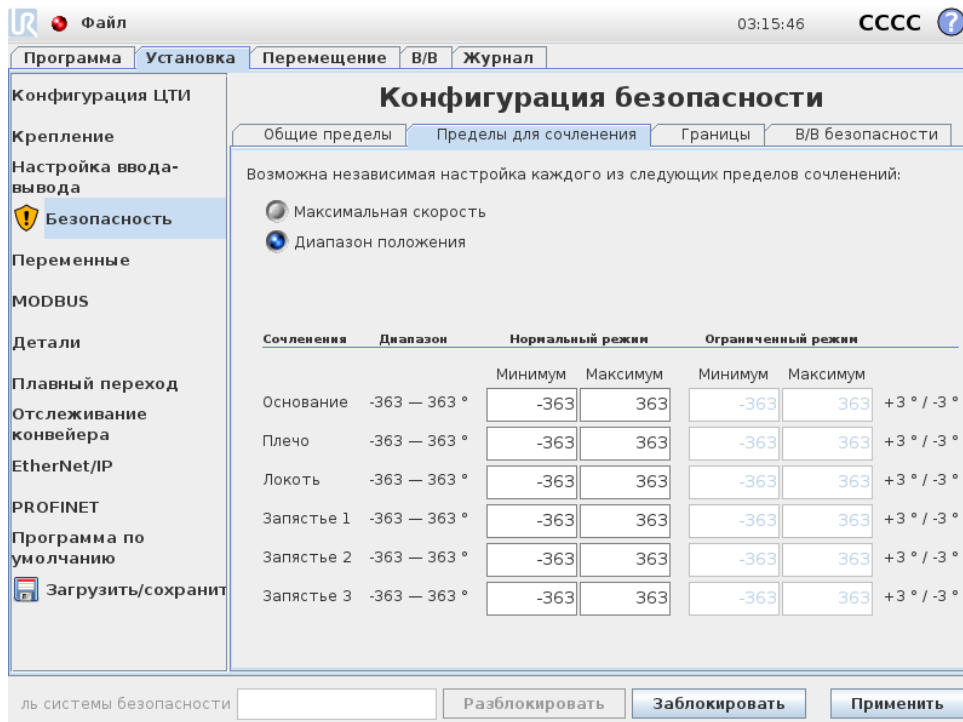 UR Файл 03:15:46 CCCC ?
Программа Установка Перемещение В/В Журнал
Конфигурация ЦТИ
Крепление
Настройка ввода-
вывода
Безопасность
Переменные
MODBUS
Детали
Плавный переход
Отслеживание
конвейера
EtherNet/IP
PROFINET
Программа по
умолчанию
Загрузить/сохранит
Конфигурация безопасности
Общие пределы Пределы для сочленения Границы В/В безопасности
Возможна независимая настройка каждого из следующих пределов сочленений:
Максимальная скорость
Диапазон положения
Сочленения Диапазон Нормальный режим Ограниченный режим
Минимум Максимум Минимум Максимум
Основание -363 — 363 ° -363 363 -363 363 +3 ° / -3 °
Плечо -363 — 363 ° -363 363 -363 363 +3 ° / -3 °
Локоть -363 — 363 ° -363 363 -363 363 +3 ° / -3 °
Запястье 1 -363 — 363 ° -363 363 -363 363 +3 ° / -3 °
Запястье 2 -363 — 363 ° -363 363 -363 363 +3 ° / -3 °
Запястье 3 -363 — 363 ° -363 363 -363 363 +3 ° / -3 °
ль системы безопасности Разблокировать Заблокировать Применить